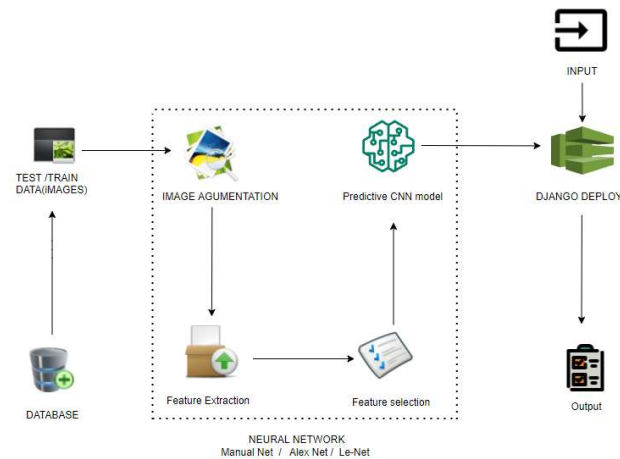 INPUT
TEST /TRAIN
DATA(iMAGES)
IMAGE AGUMENTATION
Predictive CNN model
DJANGO DEPLOY
DATABASE
Feature Extraction
Feature selection
Output
NEURAL NETWORK
Manual Net / Alex Net / Le-Net